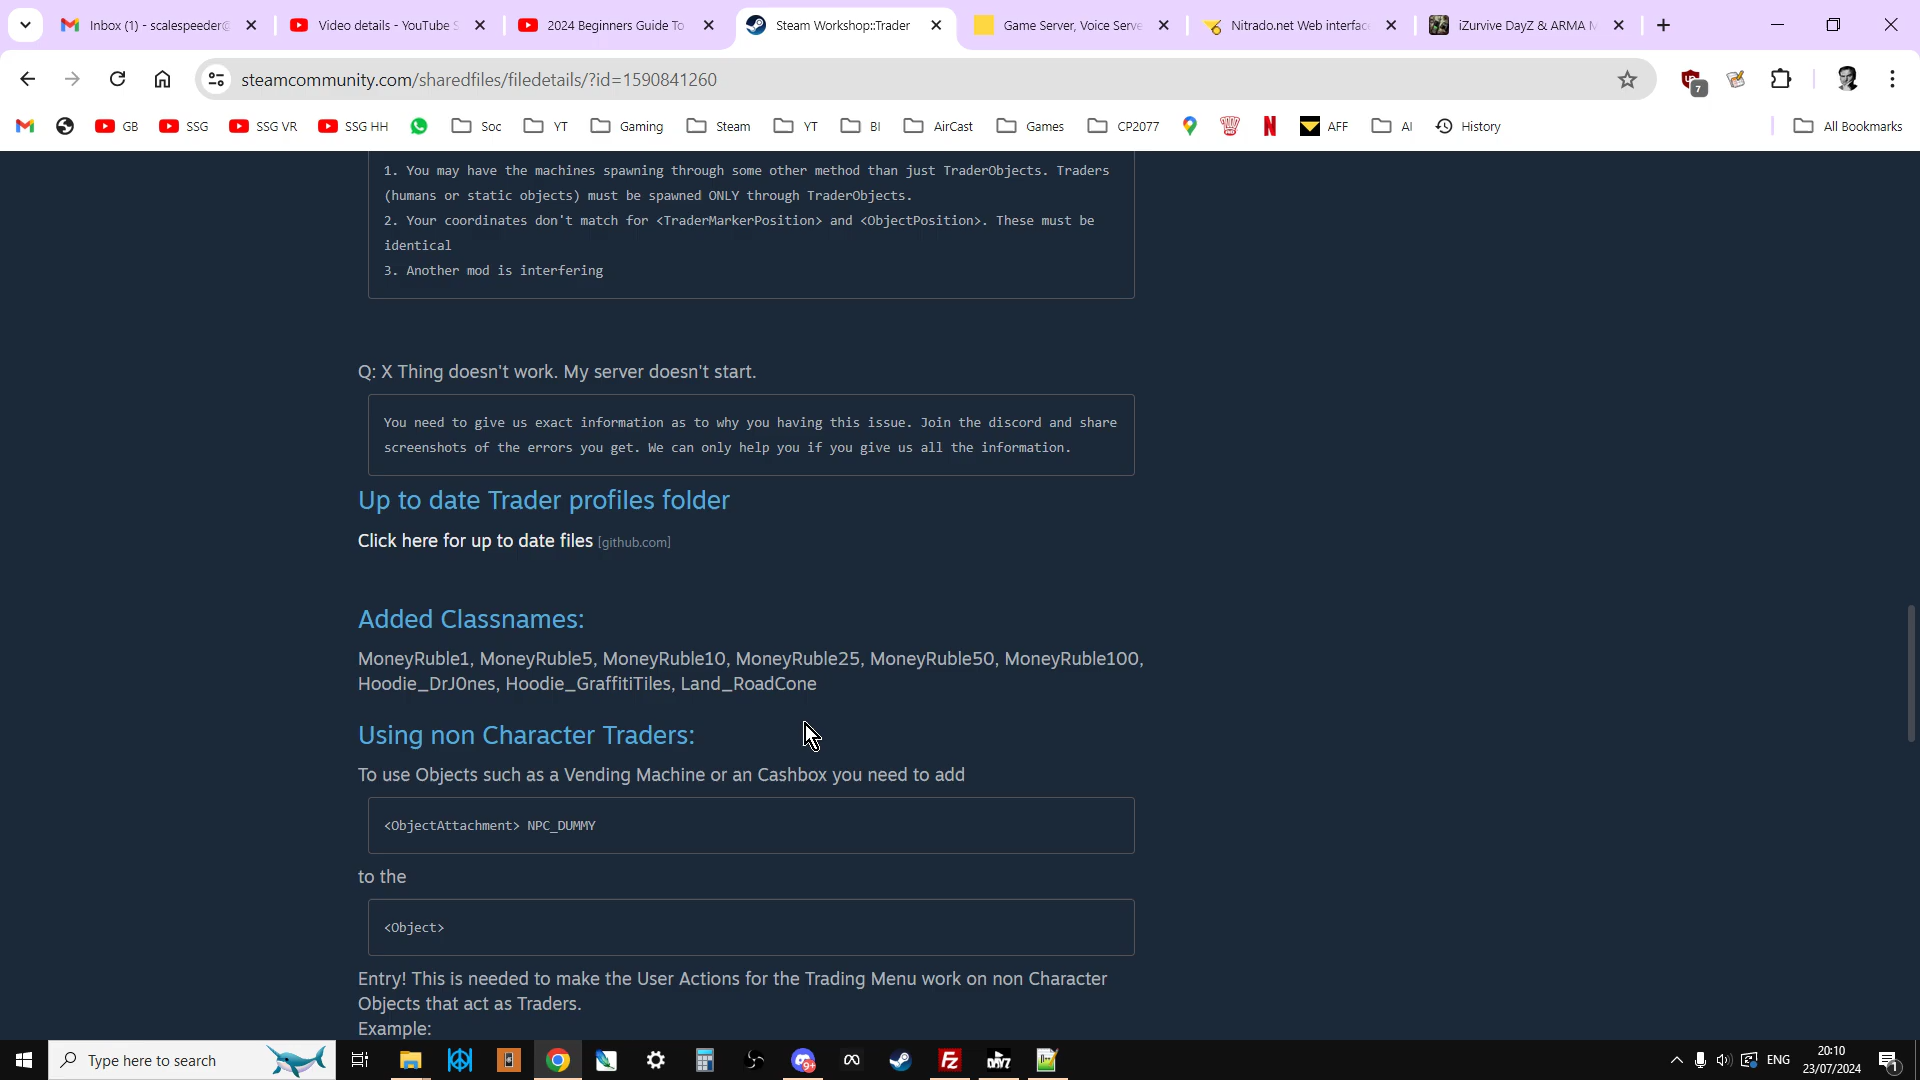 Inbox (1) - scalespeeder@
Video details - YouTube S
2024 Beginners Guide To
Steam Workshop::Trader
Game Server, Voice Serve
Nitrado.net Web interfac
iZurvive DayZ & ARMA M
steamcommunity.com/sharedfiles/filedetails/?id=1590841260
7
GB
SSG
SSG VR
SSG HH
Soc
YT
Gaming
Steam
YT
BI
AirCast
Games
CP2077
AFF
AI
History
All Bookmarks
1. You may have the machines spawning through some other method than just TraderObjects. Traders
(humans or static objects) must be spawned ONLY through TraderObjects.
2. Your coordinates don't match for <TraderMarkerPosition> and <ObjectPosition>. These must be
identical
3. Another mod is interfering
Q: X Thing doesn't work. My server doesn't start.
You need to give us exact information as to why you having this issue. Join the discord and share
screenshots of the errors you get. We can only help you if you give us all the information.
Up to date Trader profiles folder
Click here for up to date files [github.com]
Added Classnames:
MoneyRuble1, MoneyRuble5, MoneyRuble10, MoneyRuble25, MoneyRuble50, MoneyRuble100,
Hoodie_DrJ0nes, Hoodie_GraffitiTiles, Land_RoadCone
Using non Character Traders:
To use Objects such as a Vending Machine or an Cashbox you need to add
<ObjectAttachment> NPC_DUMMY
to the
<Object>
Entry! This is needed to make the User Actions for the Trading Menu work on non Character
Objects that act as Traders.
Example:
Type here to search
9+
ENG
20:10
23/07/2024
1